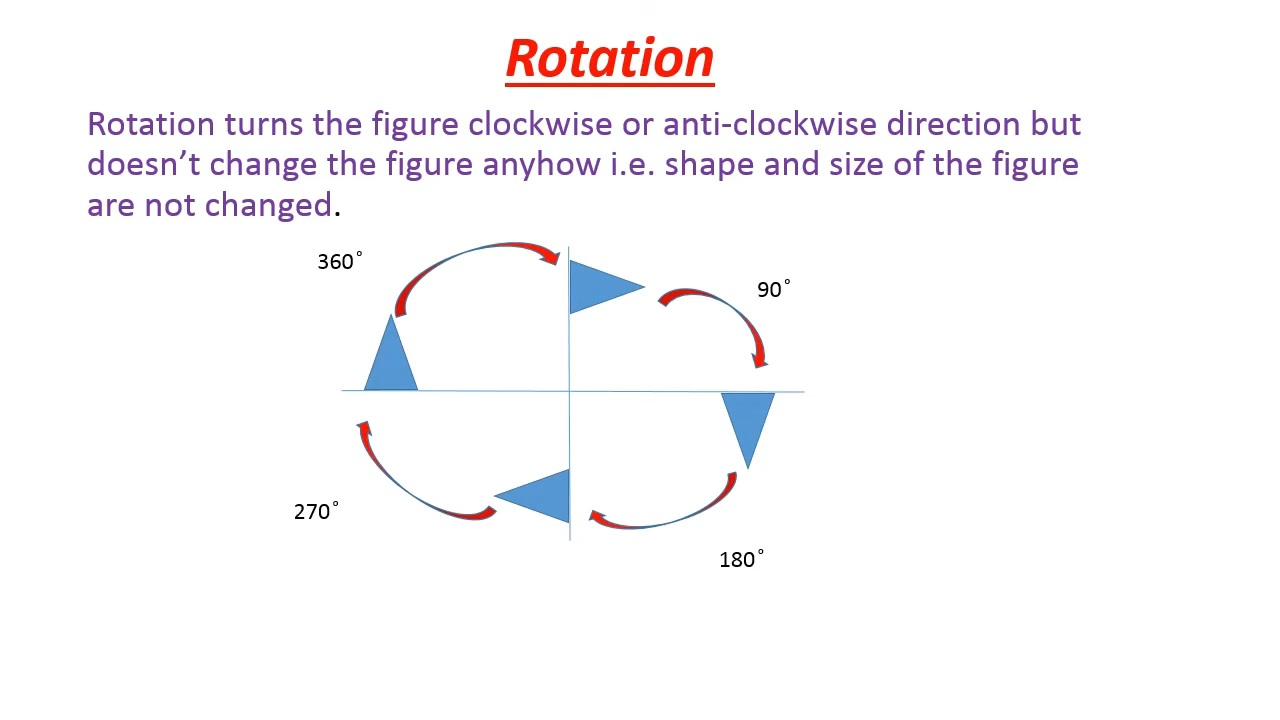 Rotation
Rotation turns the figure clockwise or anti-clockwise direction but
doesn’t change the figure anyhow i.e. shape and size of the figure
are not changed.
360˚
90˚
270˚
180˚